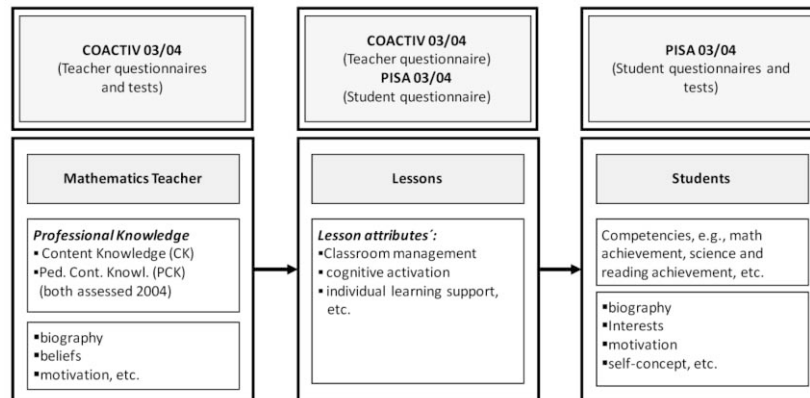 COACTIV 03/04
(Teacher questionnaires
and tests)
COACTIV 03/04
(Teacher questionnaire)
PISA 03/04
(Student questionnaire)
PISA 03/04
(Student questionnaires and
tests)
Mathematics Teacher
Professional Knowledge
▪ Content Knowledge (CK)
▪ Ped. Cont. Knowl. (PCK)
(both assessed 2004)
▪biography
▪beliefs
▪motivation, etc.
Lessons
Lesson attributes´:
▪Classroom management
▪ cognitive activation
▪ individual learning support,
etc.
Students
Competencies, e.g., math
achievement, science and
reading achievement, etc.
▪biography
▪Interests
▪motivation
▪self-concept, etc.